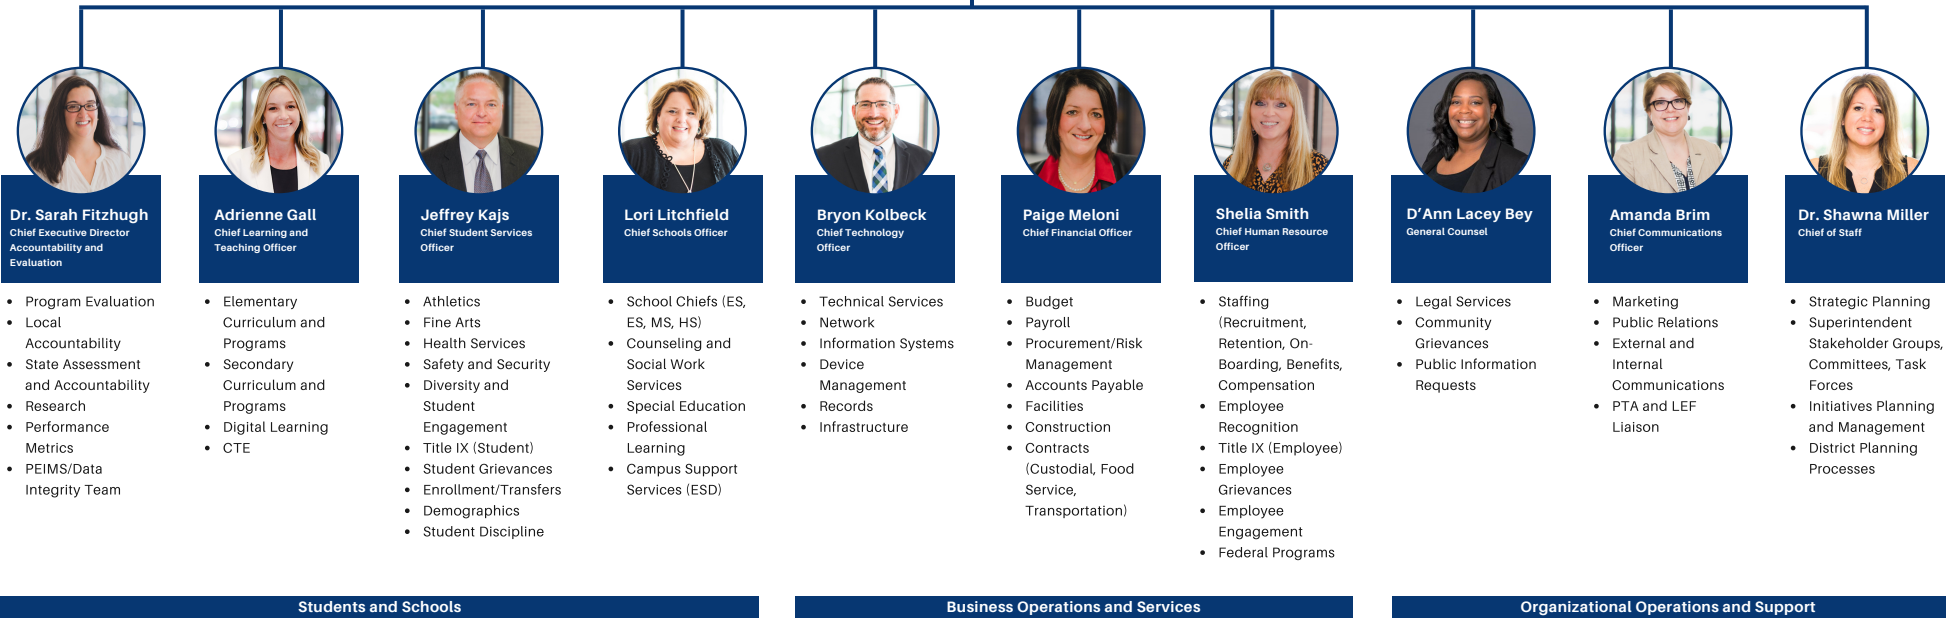 Dr. Sarah Fitzhugh
Chief Executive Director
Accountability and
Evaluation
• Program Evaluation
• Local
Accountability
• State Assessment
and Accountability
• Research
• Performance
Metrics
• PEIMS/Data
Integrity Team
Adrienne Gall
Chief Learning and
Teaching Officer
• Elementary
Curriculum and
Programs
• Secondary
Curriculum and
Programs
• Digital Learning
• CTE
Jeffrey Kajs
Chief Student Services
Officer
• Athletics
• Fine Arts
• Health Services
• Safety and Security
• Diversity and
Student
Engagement
• Title IX (Student)
• Student Grievances
• Enrollment/Transfers
• Demographics
• Student Discipline
Lori Litchfield
Chief Schools Officer
• School Chiefs (ES,
ES, MS, HS)
• Counseling and
Social Work
Services
• Special Education
• Professional
Learning
• Campus Support
Services (ESD)
Students and Schools
Bryon Kolbeck
Chief Technology
Officer
• Technical Services
• Network
• Information Systems
• Device
Management
• Records
• Infrastructure
Paige Meloni
Chief Financial Officer
• Budget
• Payroll
• Procurement/Risk
Management
• Accounts Payable
• Facilities
• Construction
• Contracts
(Custodial, Food
Service,
Transportation)
Shelia Smith
Chief Human Resource
Officer
• Staffing
(Recruitment,
Retention, On-
Boarding, Benefits,
Compensation
• Employee
Recognition
• Title IX (Employee)
• Employee
Grievances
• Employee
Engagement
• Federal Programs
Business Operations and Services
D’Ann Lacey Bey
General Counsel
• Legal Services
• Community
Grievances
• Public Information
Requests
Amanda Brim
Chief Communications
Officer
• Marketing
• Public Relations
• External and
Internal
Communications
• PTA and LEF
Liaison
Dr. Shawna Miller
Chief of Staff
• Strategic Planning
• Superintendent
Stakeholder Groups,
Committees, Task
Forces
• Initiatives Planning
and Management
• District Planning
Processes
Organizational Operations and Support